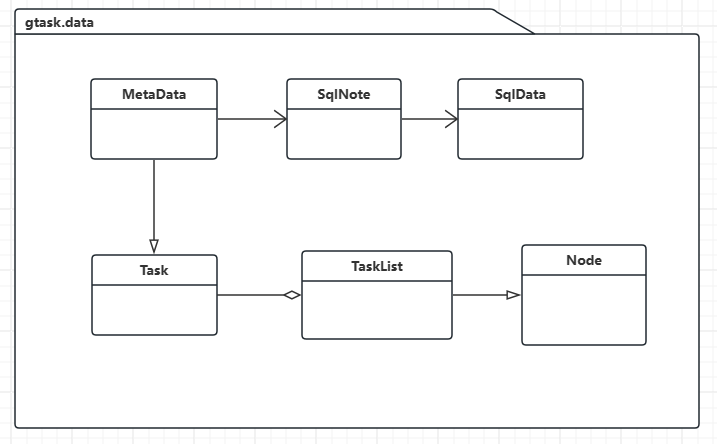 gtask.data
MetaData
SqlNote
SqlData
Task
TaskList
Node